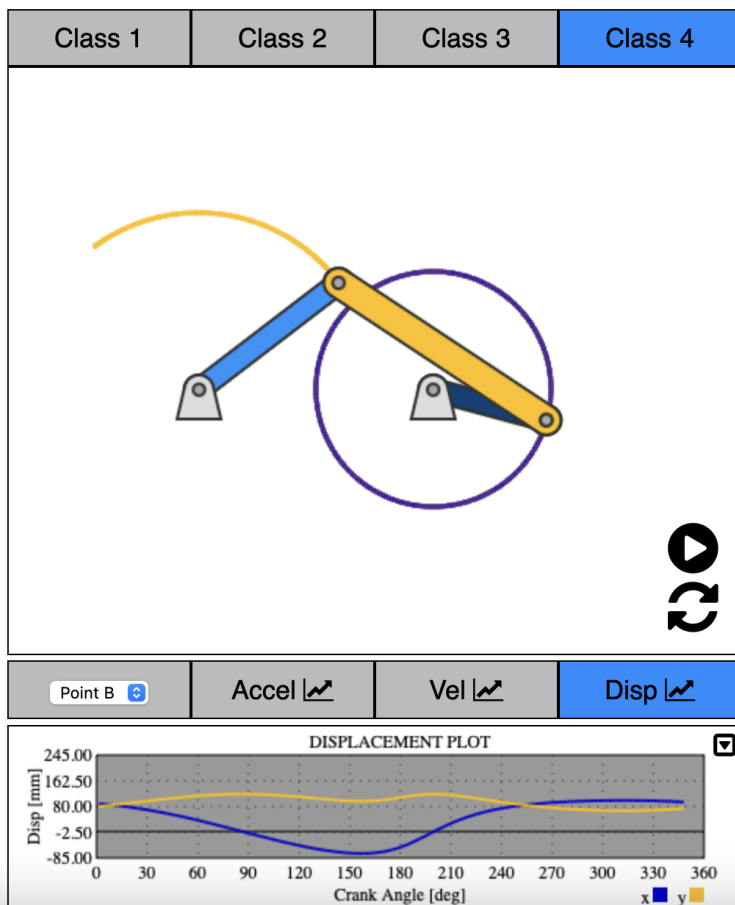 Class 1 Class 2 Class 3 Class 4
Point B Accel Vel Disp
DISPLACEMENT PLOT
245.00
162.50
80.00
-2.50
-85.00
Disp [mm]
0 30 60 90 120 150 180 210 240 270 300 330 360
Crank Angle [deg]
x y